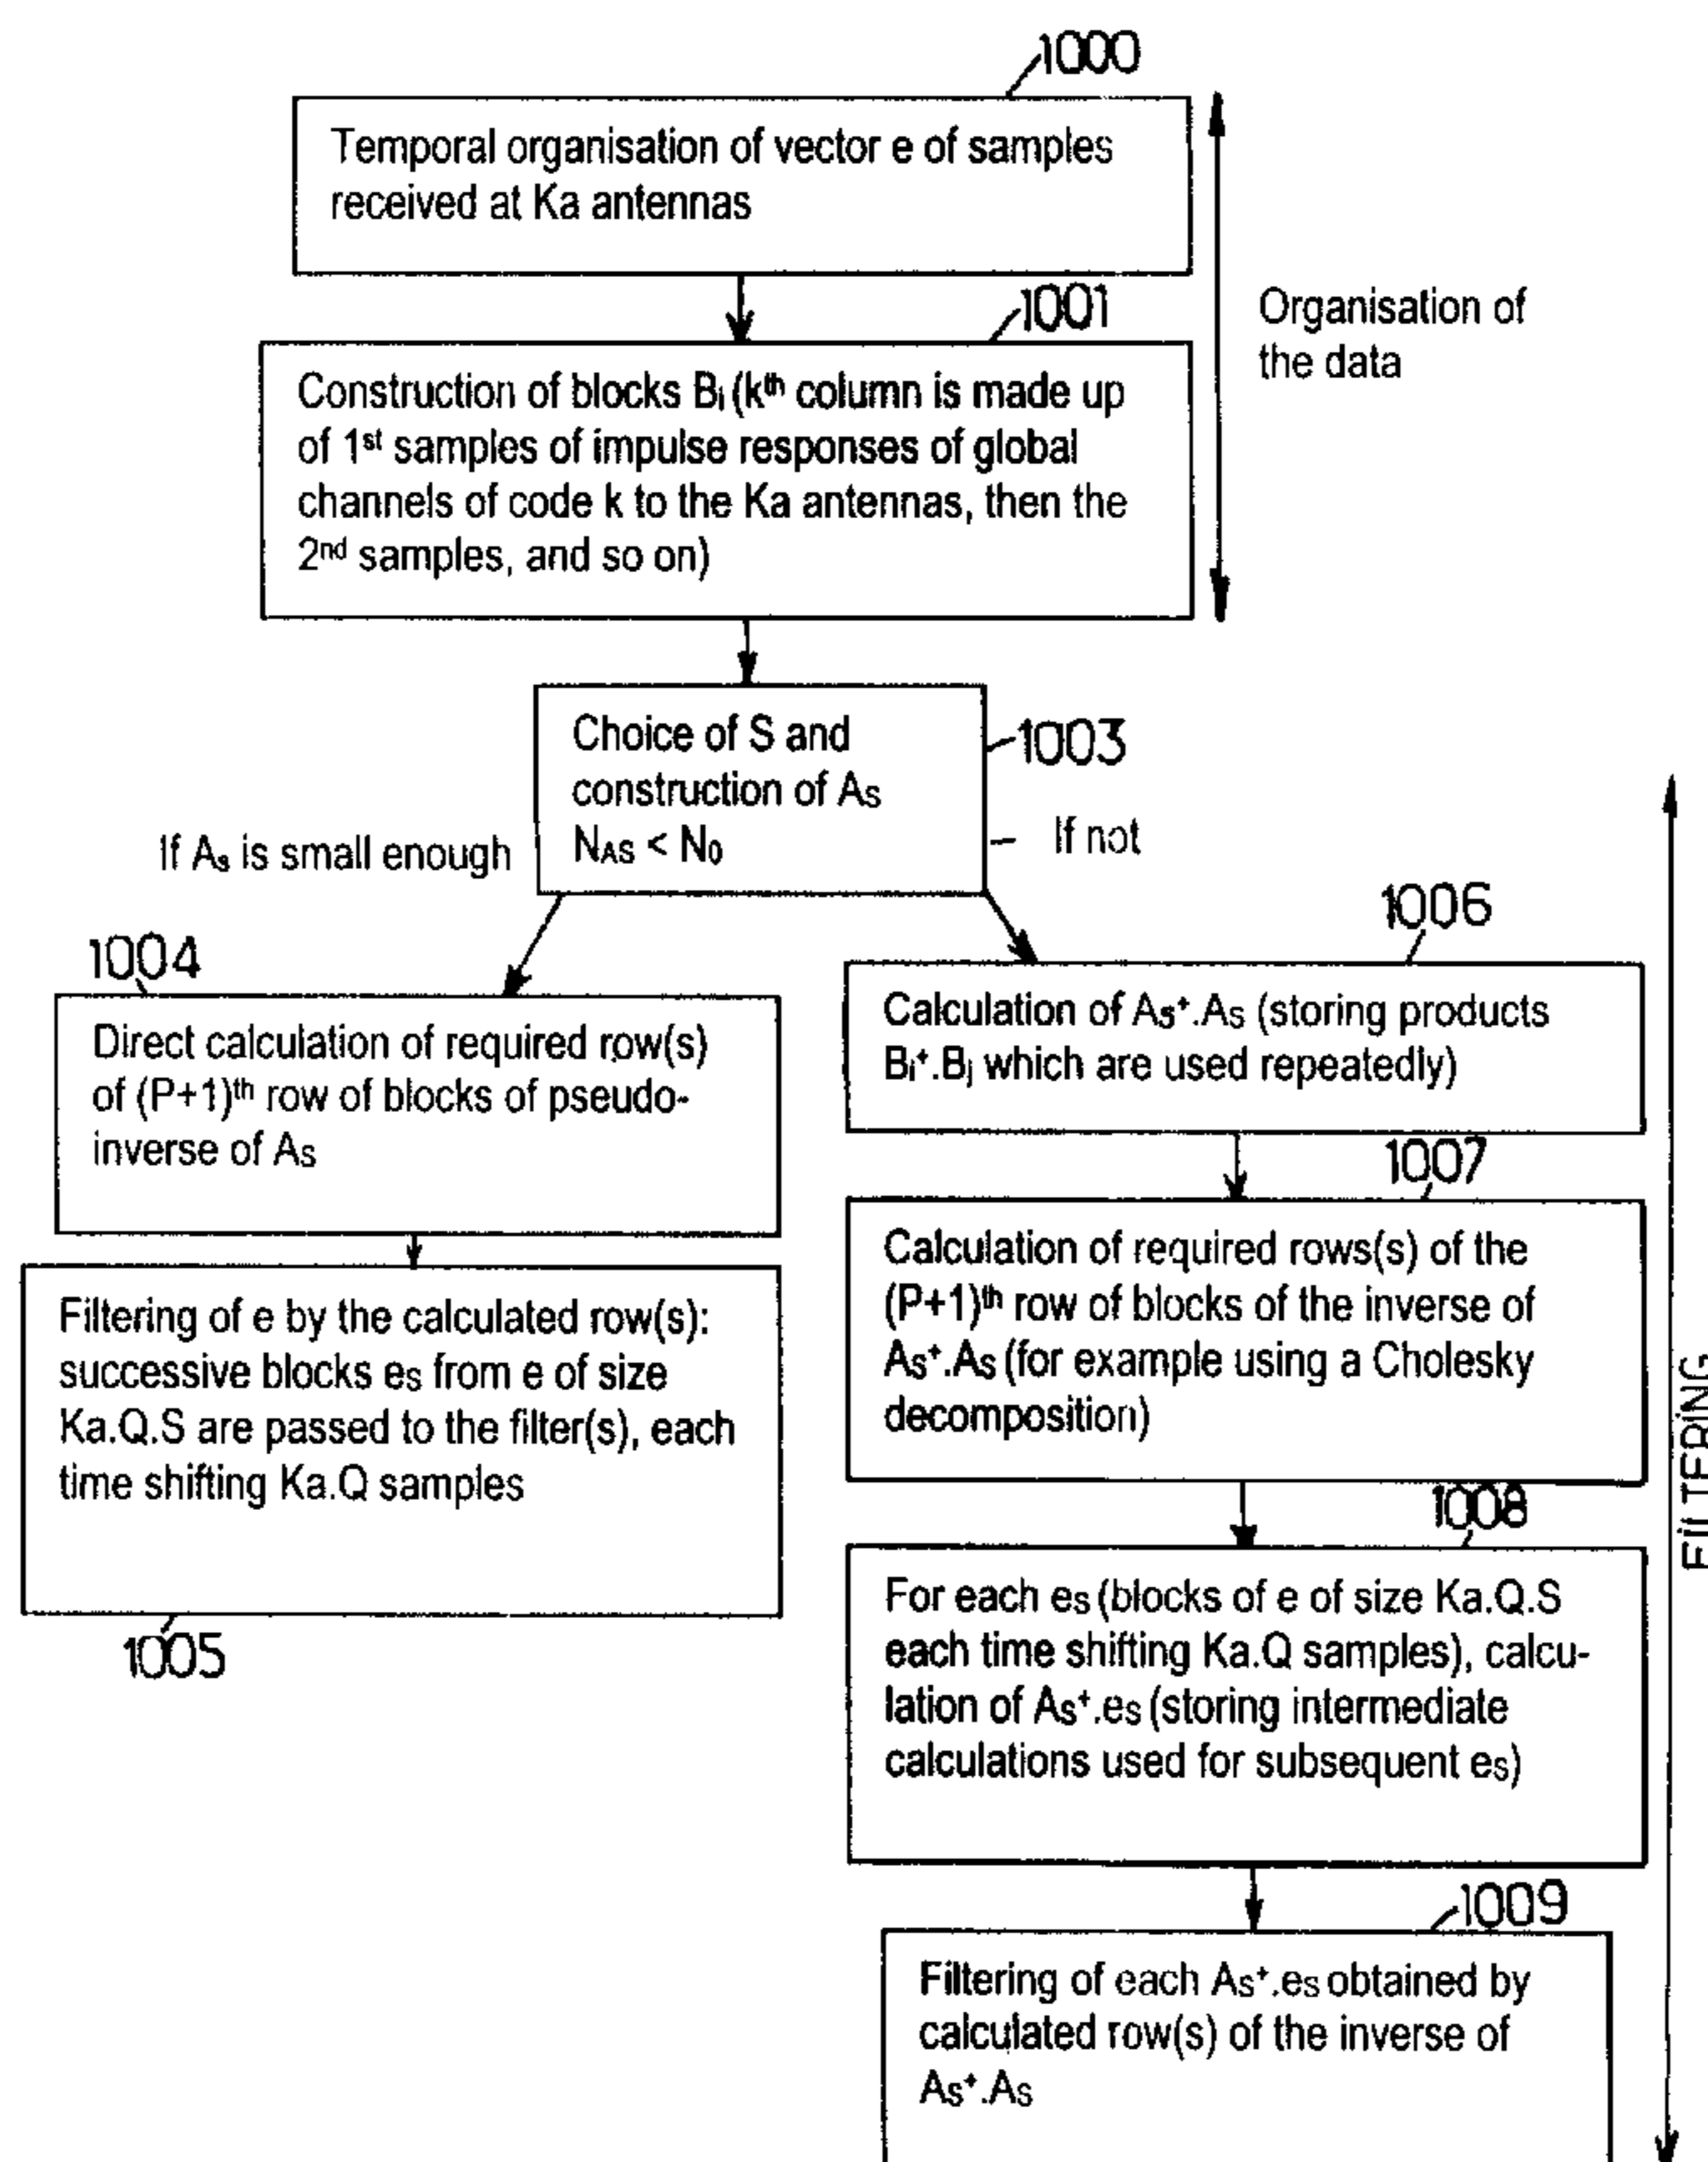 1000
Temporal organisation of vector e of samples
received at Ka antennas
1001
Organisation of
the data
Construction of blocks Bi (kth column is made up
of 1st samples of impulse responses of global
channels of code k to the Ka antennas, then the
2nd samples, and so on)
Choice of S and
construction of AS
NAS < N0
1003
If As is small enough
If not
1004
Direct calculation of required row(s)
of (P+1)th row of blocks of pseudo-
inverse of AS
Filtering of e by the calculated row(s):
successive blocks eS from e of size
Ka.Q.S are passed to the filter(s), each
time shifting Ka.Q samples
1005
1006
Calculation of AS+.AS (storing products
Bi+.Bj which are used repeatedly)
1007
Calculation of required rows(s) of the
(P+1)th row of blocks of the inverse of
AS+.AS (for example using a Cholesky
decomposition)
1008
For each eS (blocks of e of size Ka.Q.S
each time shifting Ka.Q samples), calcu-
lation of AS+.eS (storing intermediate
calculations used for subsequent eS)
1009
Filtering of each AS+.eS obtained by
calculated row(s) of the inverse of
AS+.AS
FILTERING